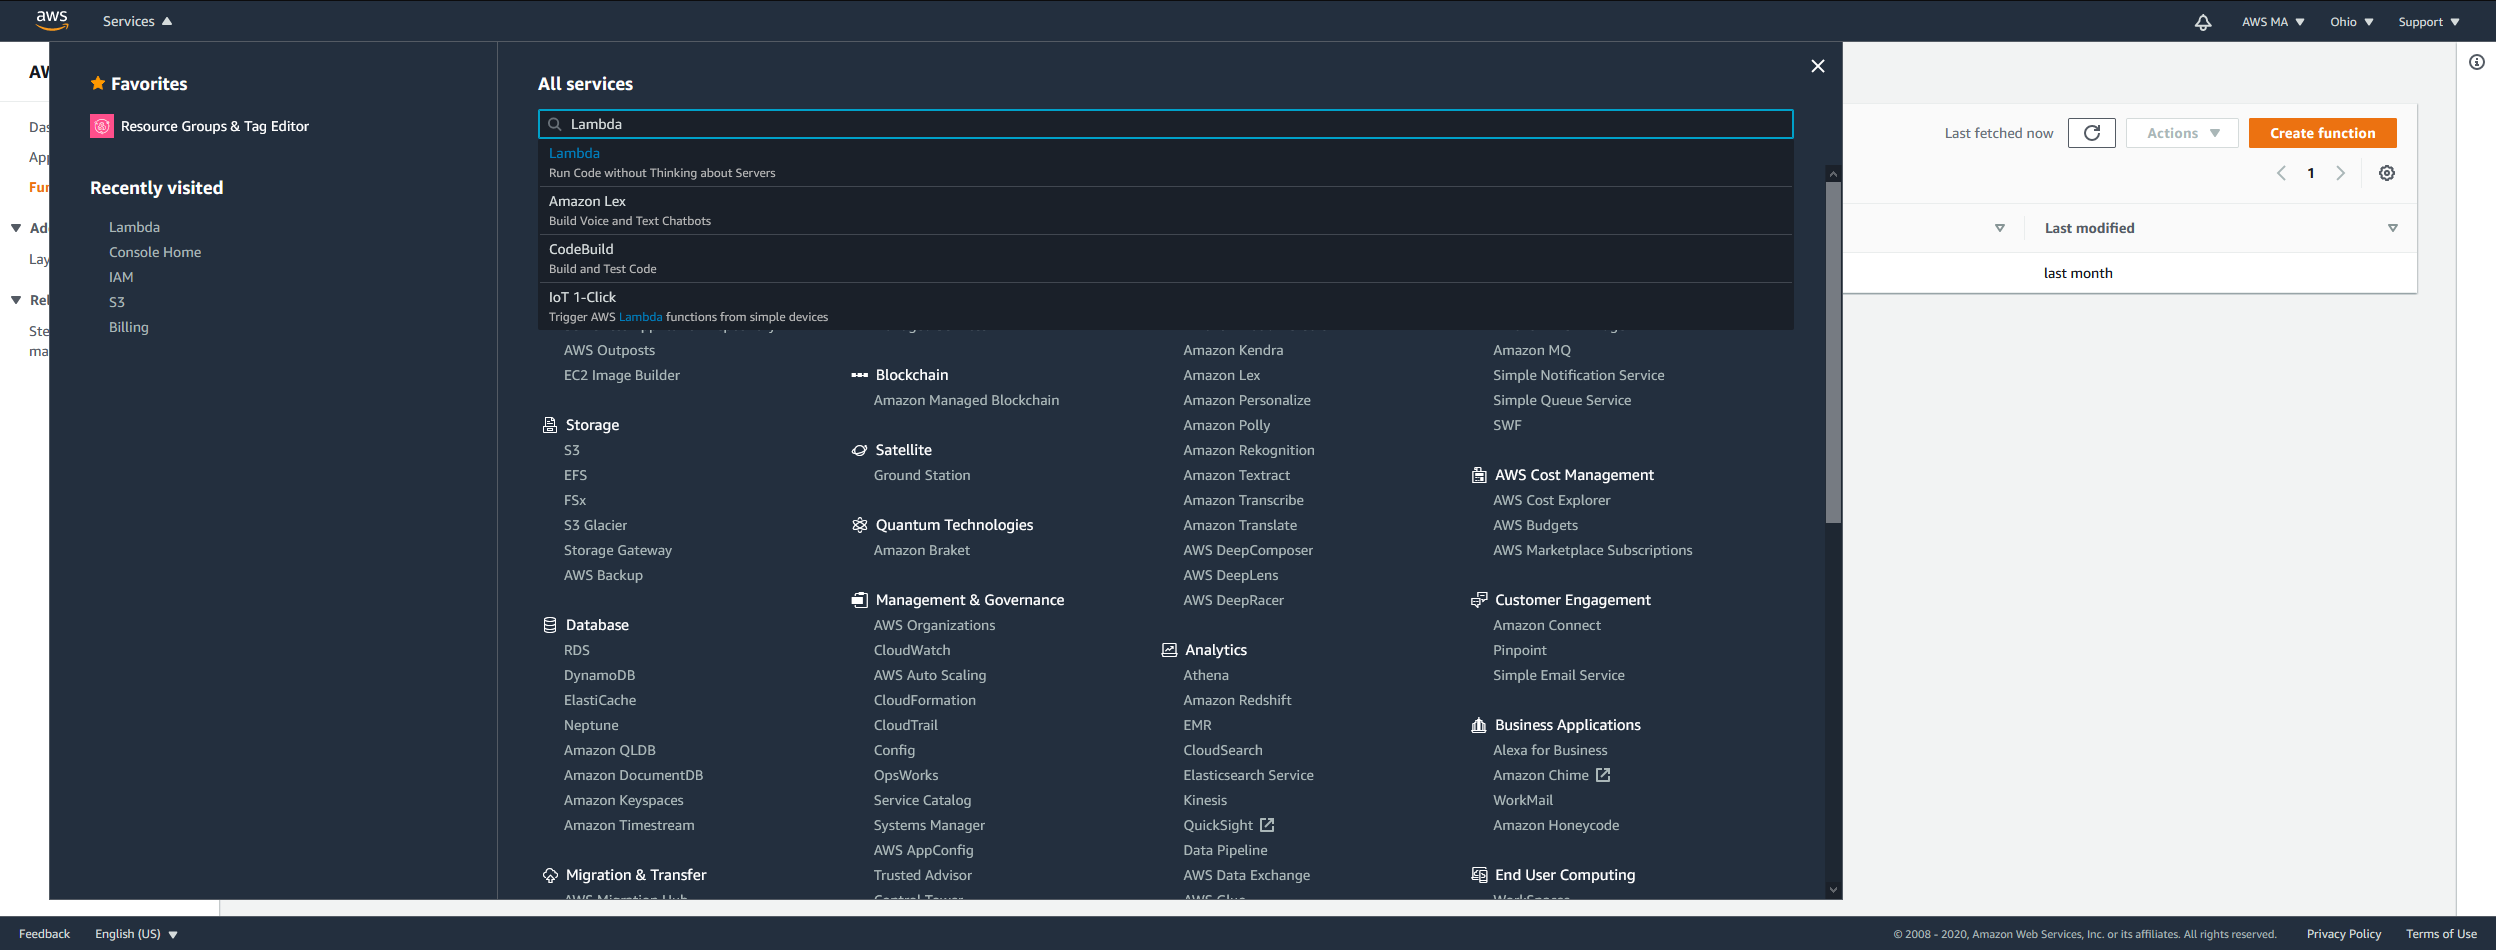 aws
Services
AWS MA
Ohio
Support
Favorites
Resource Groups & Tag Editor
Recently visited
Lambda
Console Home
IAM
S3
Billing
All services
Lambda
Lambda
Run Code without Thinking about Servers
Amazon Lex
Build Voice and Text Chatbots
CodeBuild
Build and Test Code
IoT 1-Click
Trigger AWS Lambda functions from simple devices
AWS Outposts
EC2 Image Builder
Storage
S3
EFS
FSx
S3 Glacier
Storage Gateway
AWS Backup
Database
RDS
DynamoDB
ElastiCache
Neptune
Amazon QLDB
Amazon DocumentDB
Amazon Keyspaces
Amazon Timestream
Migration & Transfer
AWS Migration Hub
Blockchain
Amazon Managed Blockchain
Satellite
Ground Station
Quantum Technologies
Amazon Braket
Management & Governance
AWS Organizations
CloudWatch
AWS Auto Scaling
CloudFormation
CloudTrail
Config
OpsWorks
Service Catalog
Systems Manager
AWS AppConfig
Trusted Advisor
Control Tower
Amazon Kendra
Amazon Lex
Amazon Personalize
Amazon Polly
Amazon Rekognition
Amazon Textract
Amazon Transcribe
Amazon Translate
AWS DeepComposer
AWS DeepLens
AWS DeepRacer
Analytics
Athena
Amazon Redshift
EMR
CloudSearch
Elasticsearch Service
Kinesis
QuickSight
Data Pipeline
AWS Data Exchange
AWS Glue
Amazon MQ
Simple Notification Service
Simple Queue Service
SWF
AWS Cost Management
AWS Cost Explorer
AWS Budgets
AWS Marketplace Subscriptions
Customer Engagement
Amazon Connect
Pinpoint
Simple Email Service
Business Applications
Alexa for Business
Amazon Chime
WorkMail
Amazon Honeycode
End User Computing
WorkSpaces
Last fetched now
Actions
Create function
1
Last modified
last month
Feedback
English (US)
© 2008 - 2020, Amazon Web Services, Inc. or its affiliates. All rights reserved.
Privacy Policy
Terms of Use